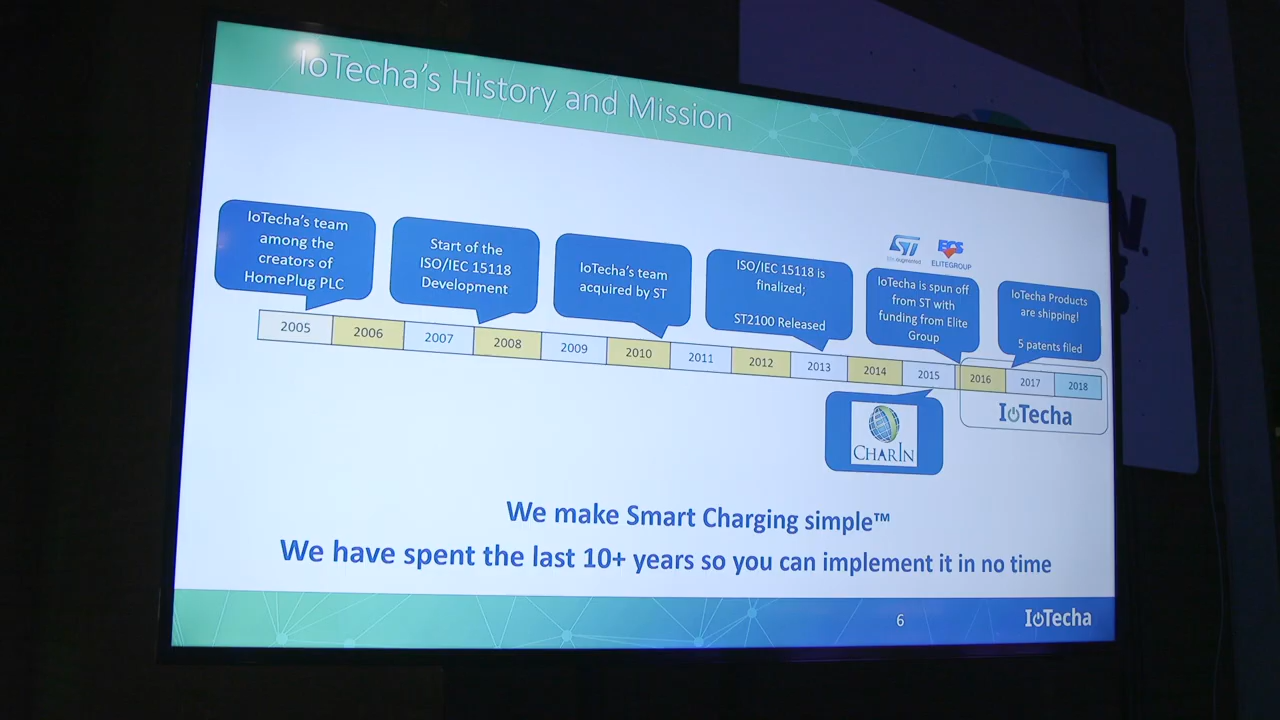 IoTecha's History and Mission
IoTecha's team
among the
creators of
HomePlug PLC
Start of the
ISO/IEC 15118
Development
IoTecha's team
acquired by ST
ISO/IEC 15118 is
finalized;
ST2100 Released
ST
life.augmented
ECS
ELITEGROUP
IoTecha is spun off
from ST with
funding from Elite
Group
IoTecha Products
are shipping!
5 patents filed
2005 2006 2007 2008 2009 2010 2011 2012 2013 2014 2015 2016 2017 2018
CHARIN
IoTecha
We make Smart Charging simple™
We have spent the last 10+ years so you can implement it in no time
6
IoTecha